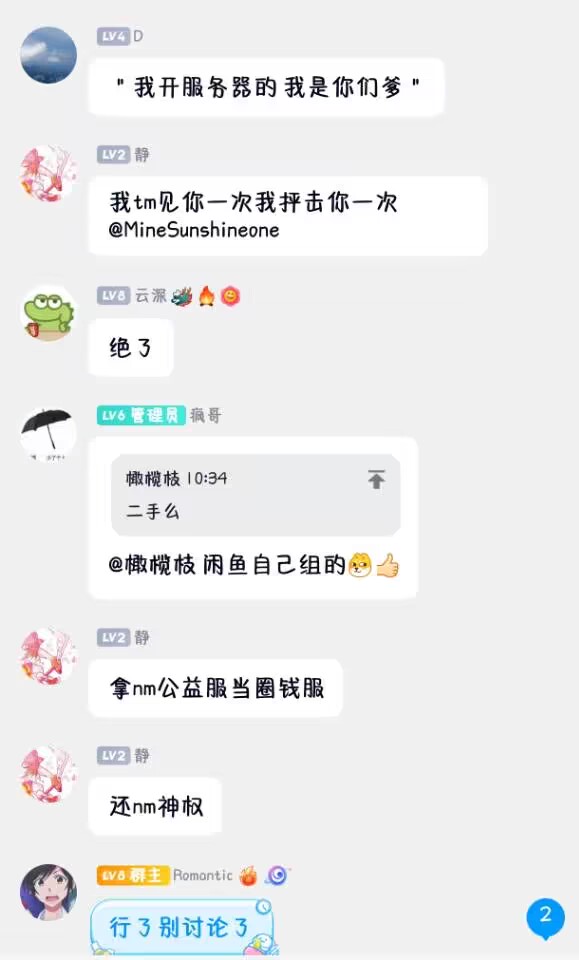 LV4 D
"我开服务器的 我是你们爹"
LV2 静
我tm见你一次我抨击你一次
@MineSunshineone
LV8 云深
绝了
LV6 管理员 疯哥
橄榄枝 10:34
二手么
@橄榄枝 闲鱼自己组的
LV2 静
拿nm公益服当圈钱服
LV2 静
还nm神权
LV8 群主 Romantic
行了别讨论了
2